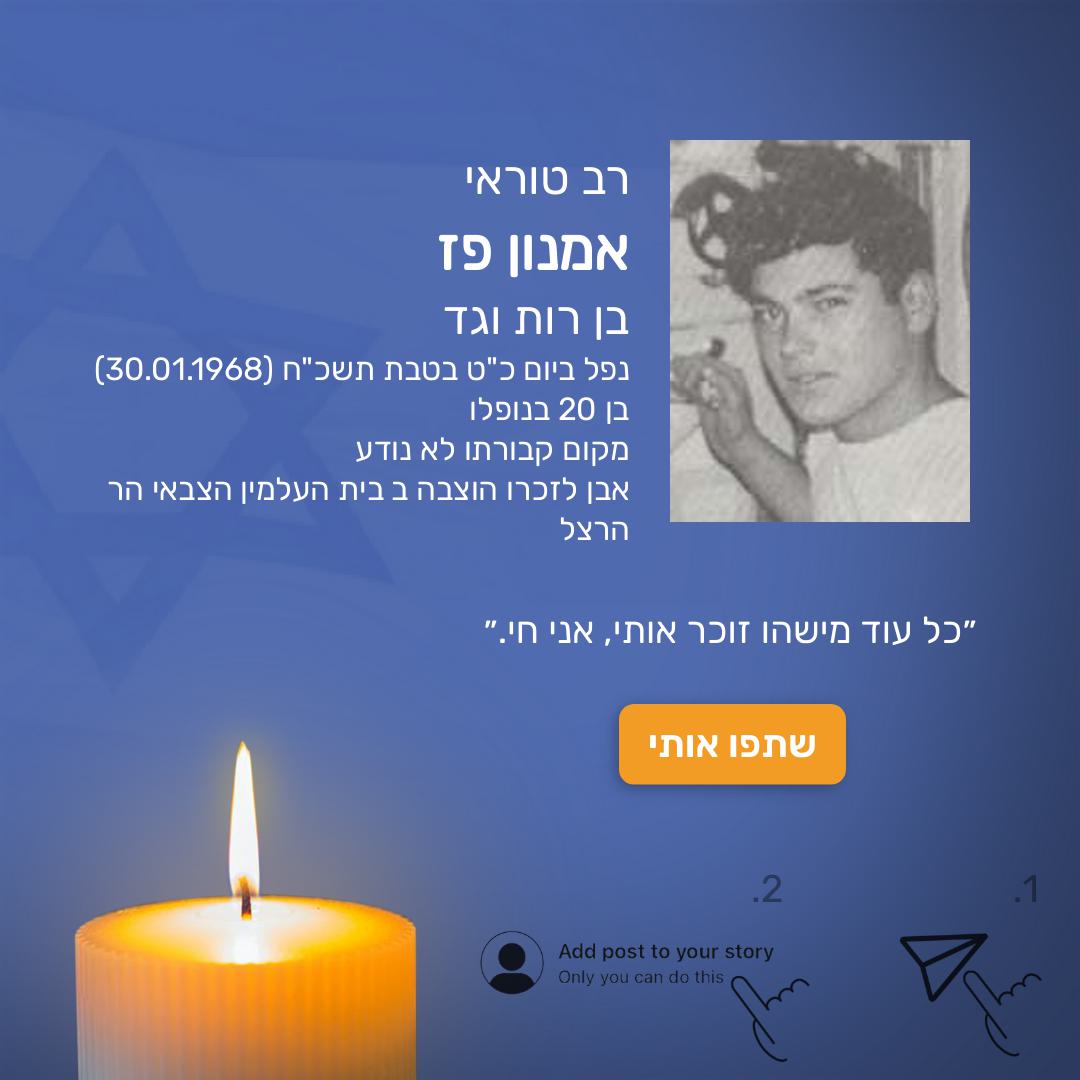 רב טוראי
אמנון פז
בן רות וגד
נפל ביום כ"ט בטבת תשכ"ח (30.01.1968)
בן 20 בנופלו
מקום קבורתו לא נודע
אבן לזכרו הוצבה ב בית העלמין הצבאי הר
הרצל
״כל עוד מישהו זוכר אותי, אני חי.״
שתפו אותי
.1
.2
Add post to your story
Only you can do this